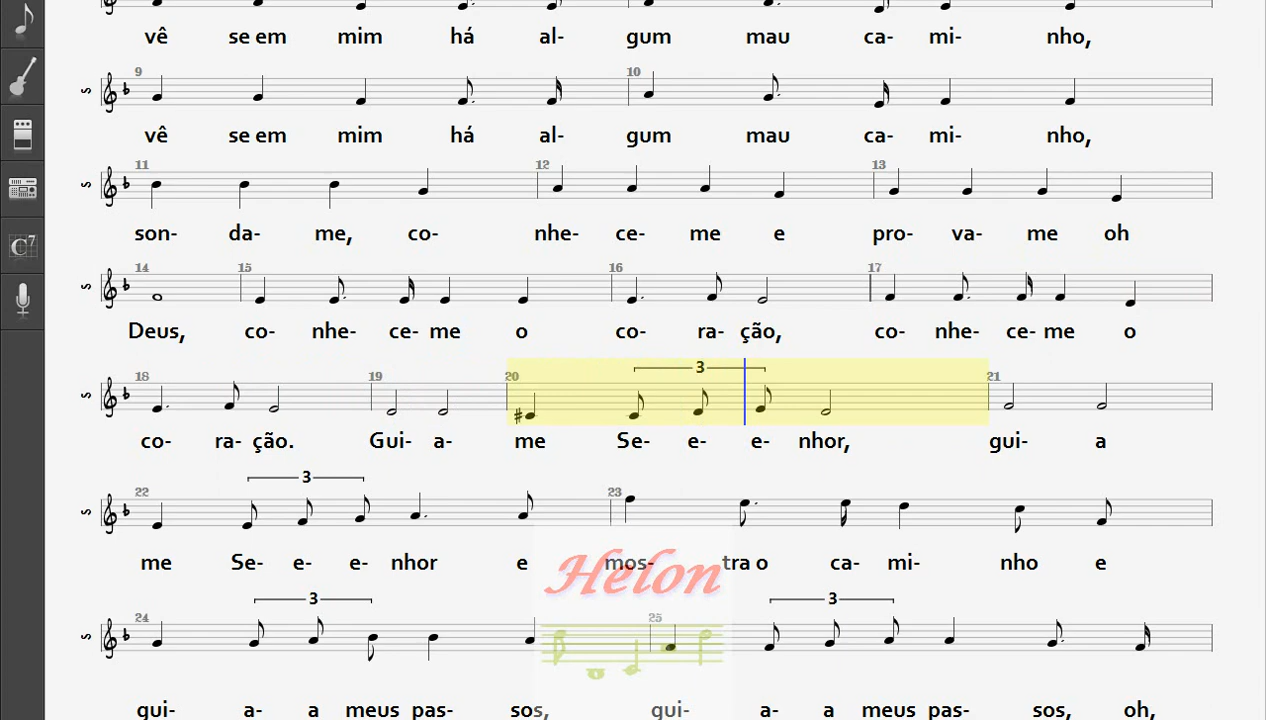 vê se em mim há al- gum mau ca- mi- nho,
9 10
vê se em mim há al- gum mau ca- mi- nho,
11 12 13
son- da- me, co- nhe- ce- me e pro- va- me oh
14 15 16 17
Deus, co- nhe- ce- me o co- ra- ção, co- nhe- ce- me o
3
18 19 20 21
co- ra- ção. Gui- a- me Se- e- e- nhor, gui- a
3
22 23
me Se- e- e- nhor e mos- tra o ca- mi- nho e
Helon
3 3
24 25
gui- a- a meus pas- sos, gui- a- a meus pas- sos, oh,
C7
S
S
S
S
S
S